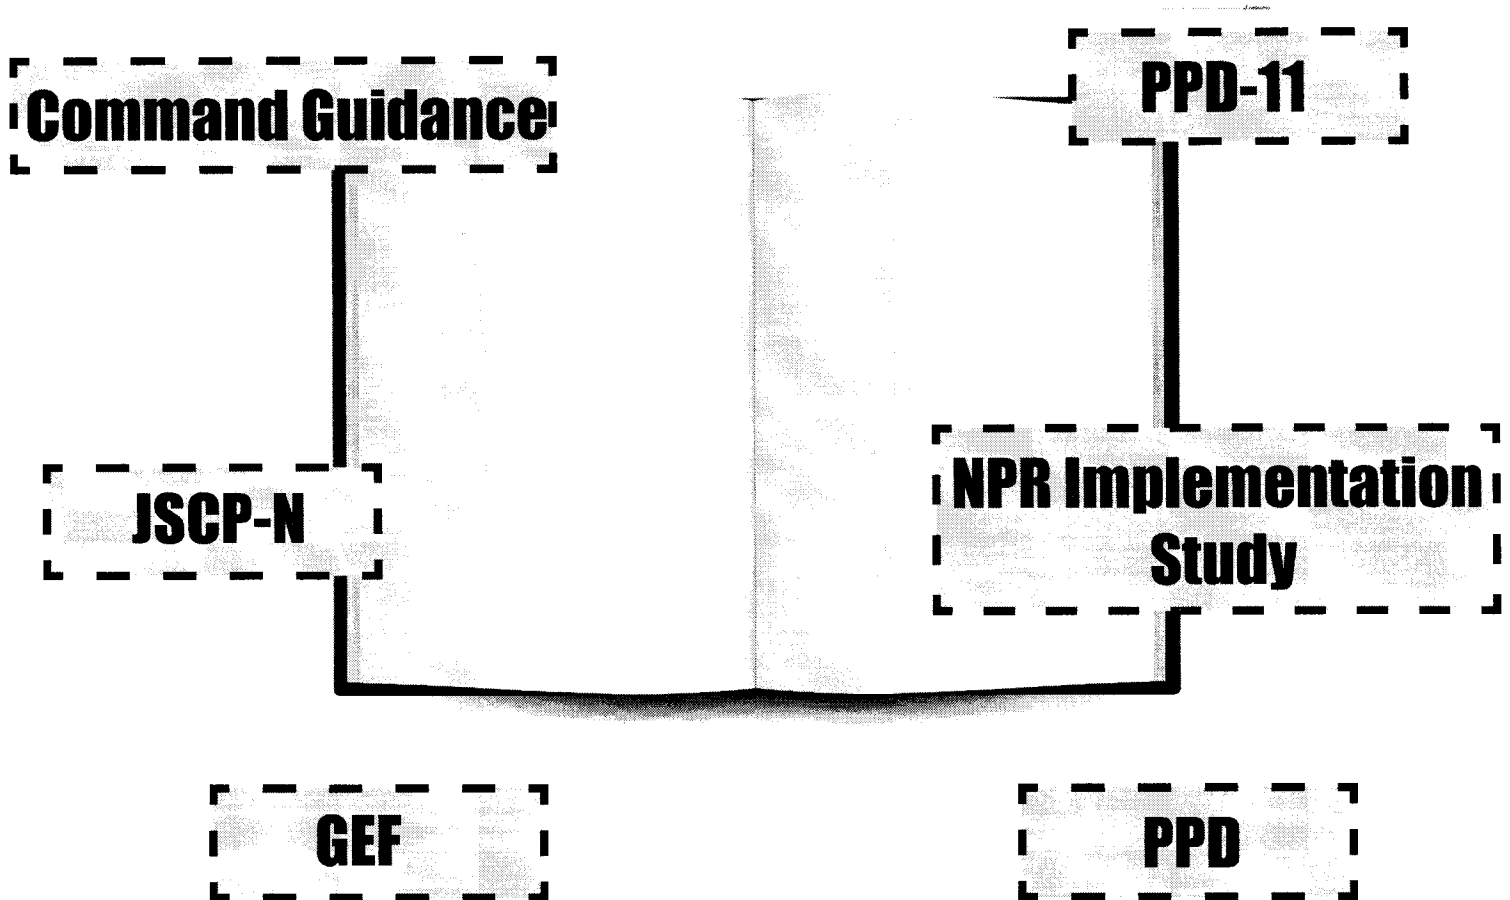 Command Guidance
PPD-11
JSCP-N
NPR Implementation
Study
GEF
PPD